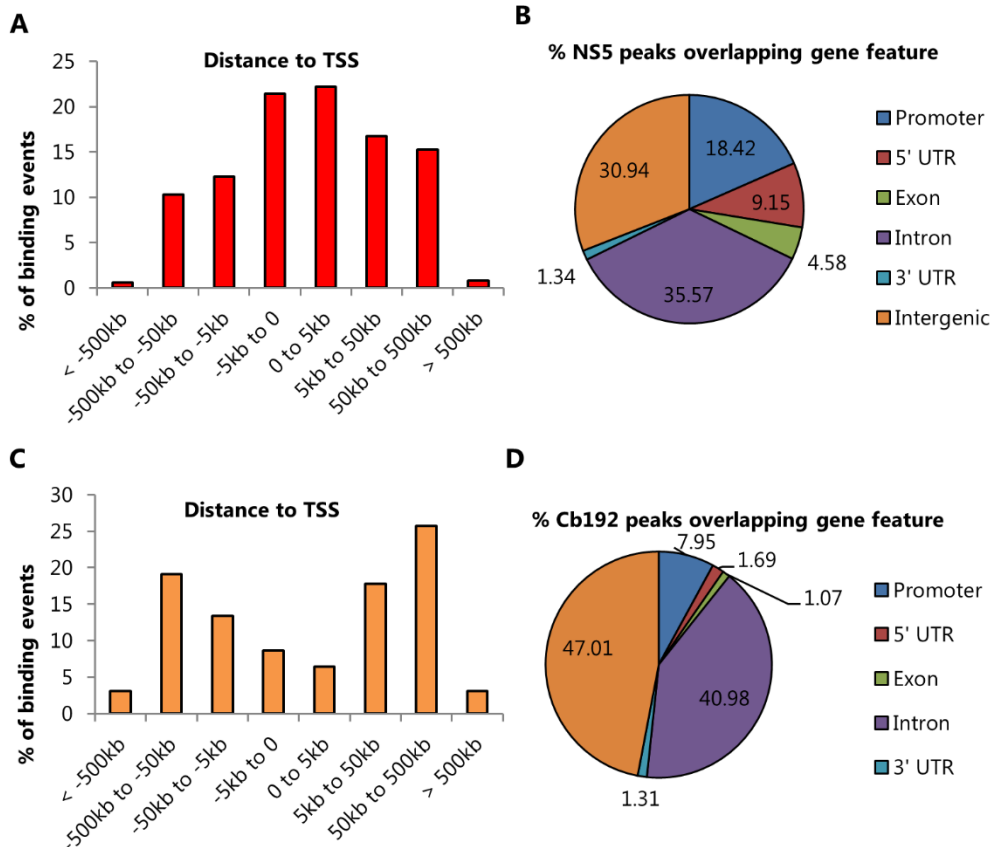 A
Distance to TSS
% of binding events
25
20
15
10
5
0
< -500kb
-500kb to -50kb
-50kb to -5kb
-5kb to 0
0 to 5kb
5kb to 50kb
50kb to 500kb
> 500kb
B
% NS5 peaks overlapping gene feature
18.42
9.15
4.58
35.57
1.34
30.94
Promoter
5' UTR
Exon
Intron
3' UTR
Intergenic
C
Distance to TSS
% of binding events
30
25
20
15
10
5
0
< -500kb
-500kb to -50kb
-50kb to -5kb
-5kb to 0
0 to 5kb
5kb to 50kb
50kb to 500kb
> 500kb
D
% Cb192 peaks overlapping gene feature
7.95
1.69
1.07
40.98
1.31
47.01
Promoter
5' UTR
Exon
Intron
3' UTR